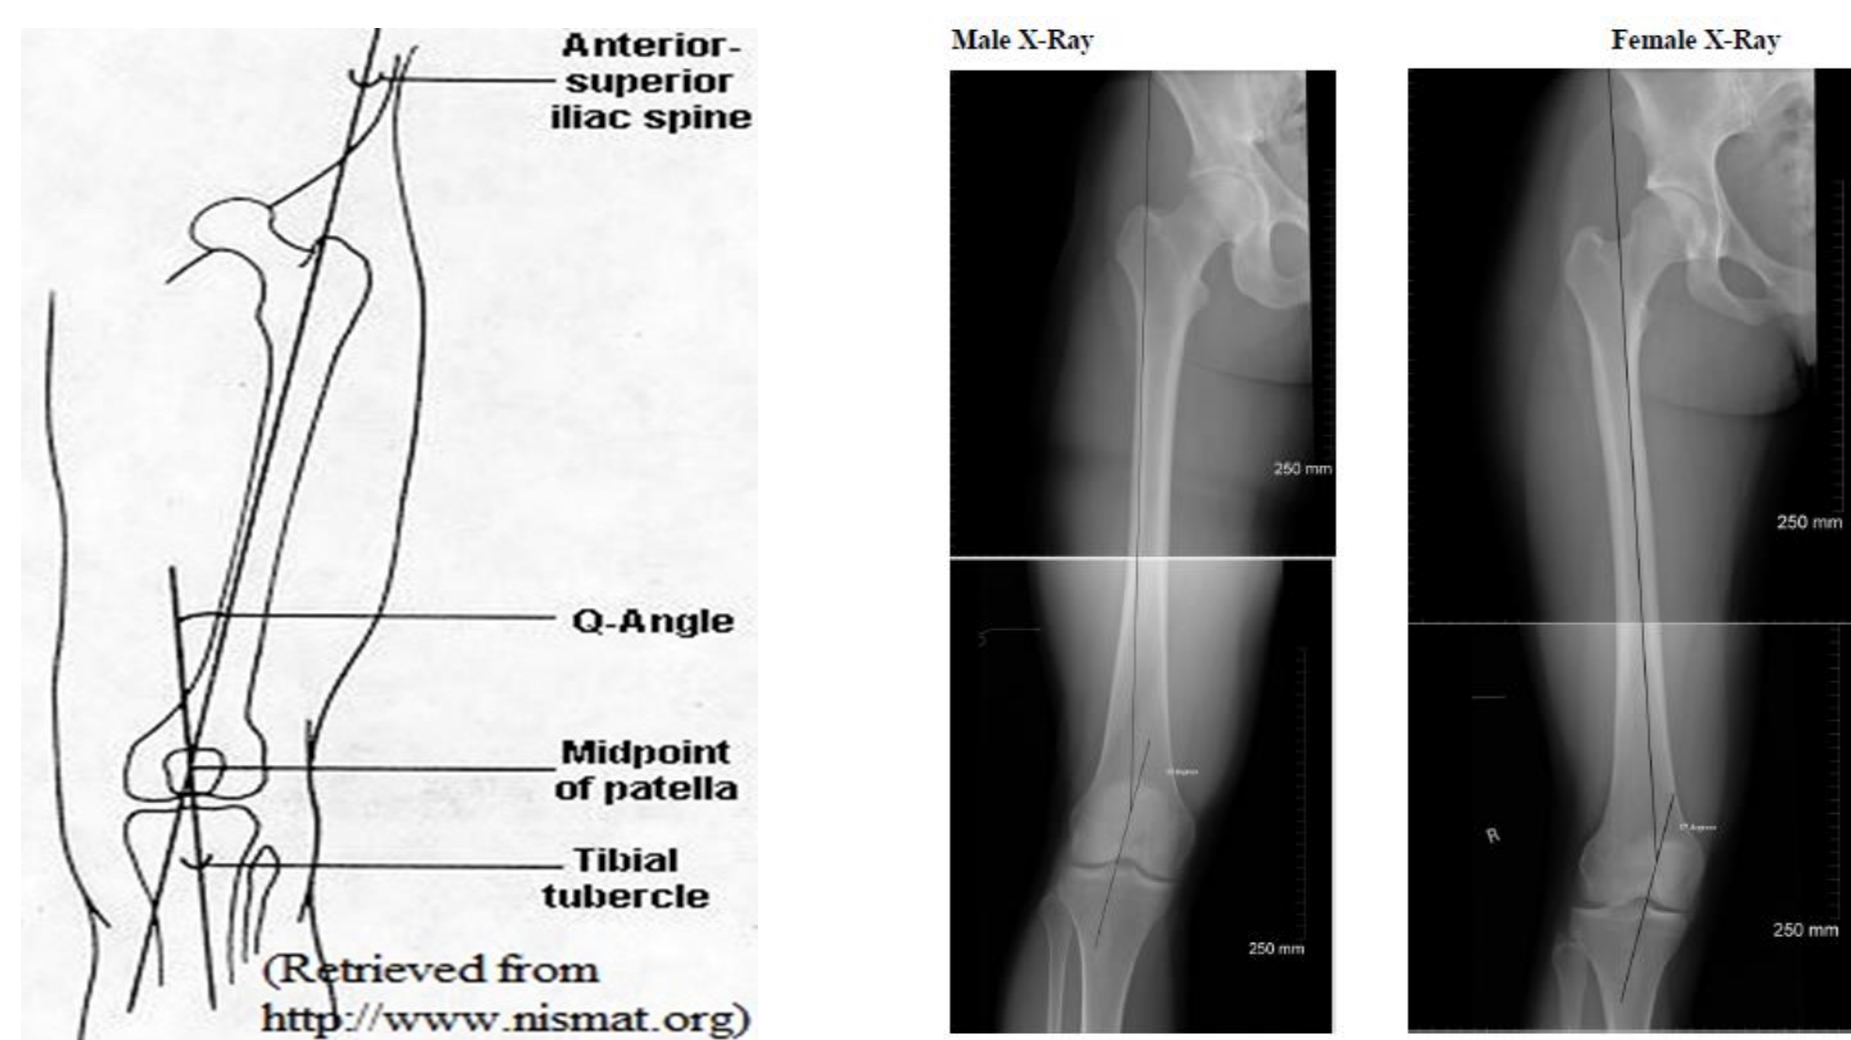 Anterior-
superior
iliac spine
Q-Angle
Midpoint
of patella
Tibial
tubercle
(Retrieved from
http://www.nismat.org)
Male X-Ray
250 mm
250 mm
Female X-Ray
250 mm
R
250 mm